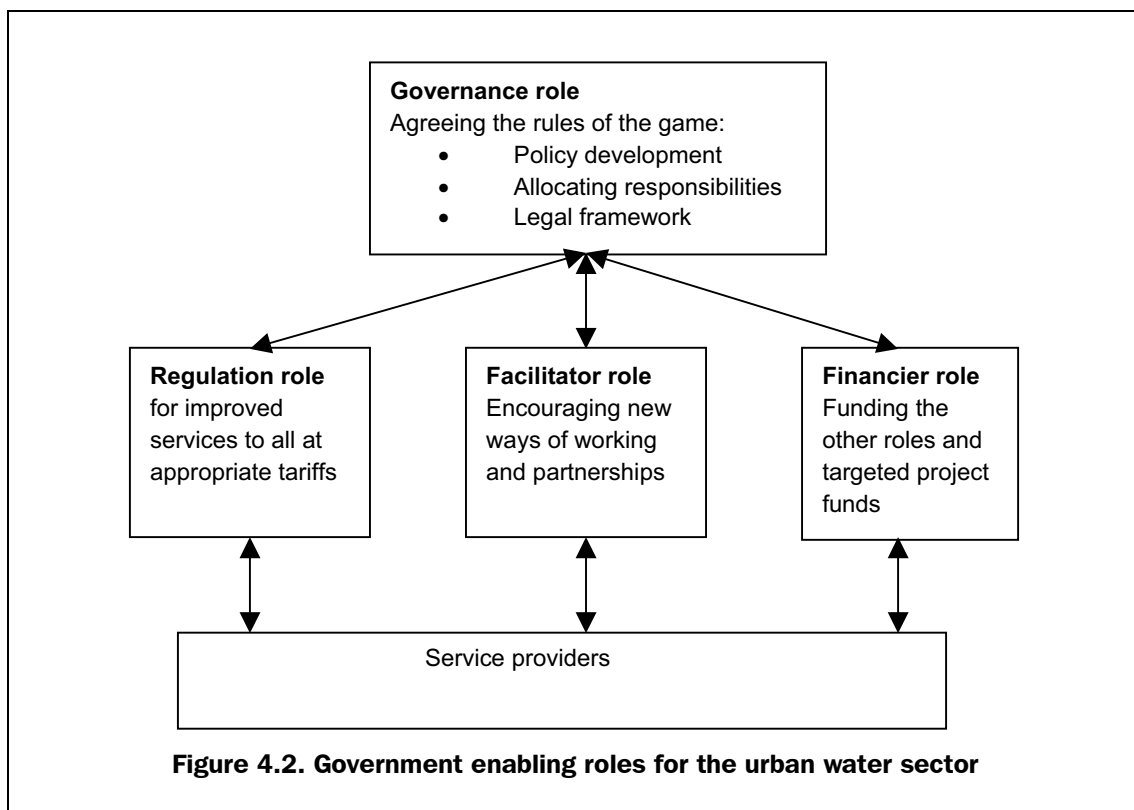 Governance role
Agreeing the rules of the game:
• Policy development
• Allocating responsibilities
• Legal framework
Regulation role
for improved
services to all at
appropriate tariffs
Facilitator role
Encouraging new
ways of working
and partnerships
Financier role
Funding the
other roles and
targeted project
funds
Service providers
Figure 4.2. Government enabling roles for the urban water sector